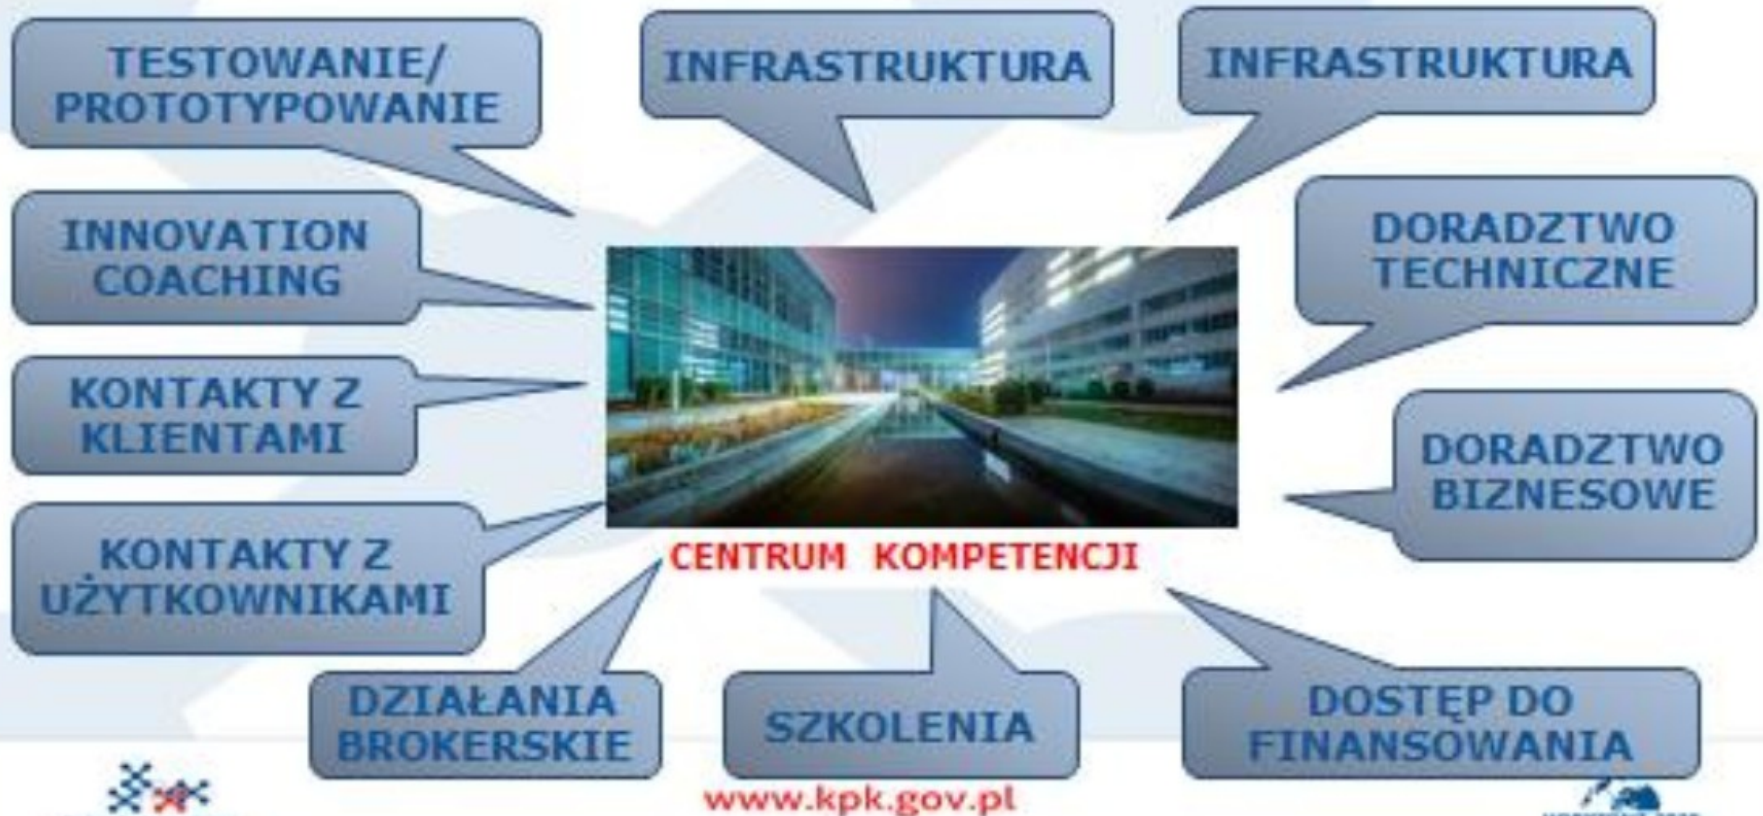 TESTOWANIE/
PROTOTYPOWANIE
INFRASTRUKTURA
INFRASTRUKTURA
INNOVATION
COACHING
DORADZTWO
TECHNICZNE
KONTAKTY Z
KLIENTAMI
DORADZTWO
BIZNESOWE
KONTAKTY Z
UŻYTKOWNIKAMI
CENTRUM KOMPETENCJI
DZIAŁANIA
BROKERSKIE
SZKOLENIA
DOSTĘP DO
FINANSOWANIA
www.kpk.gov.pl